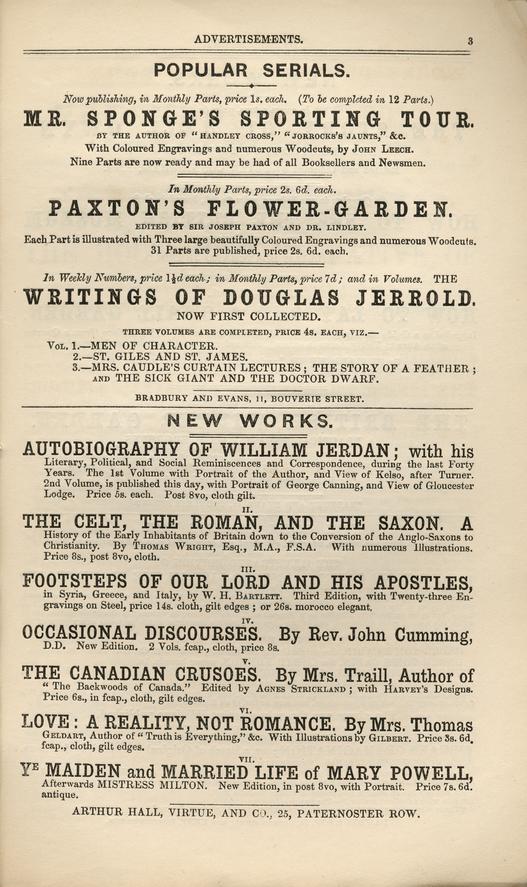 ADVERTISEMENTS. 3
POPULAR SERIALS.
Now publishing, in Monthly Parts, price 1s. each. (To be completed in 12 Parts.)
MR. SPONGE'S SPORTING TOUR.
BY THE AUTHOR OF "HANDLEY CROSS," "JORROCKS'S JAUNTS," &c.
With Coloured Engravings and numerous Woodcuts, by JOHN LEECH.
Nine Parts are now ready and may be had of all Booksellers and Newsmen.
In Monthly Parts, price 2s. 6d. each.
PAXTON'S FLOWER-GARDEN.
EDITED BY SIR JOSEPH PAXTON AND DR. LINDLEY.
Each Part is illustrated with Three large beautifully Coloured Engravings and numerous Woodcuts.
31 Parts are published, price 2s. 6d. each.
In Weekly Numbers, price 1½d each; in Monthly Parts, price 7d; and in Volumes. THE
WRITINGS OF DOUGLAS JERROLD.
NOW FIRST COLLECTED.
THREE VOLUMES ARE COMPLETED, PRICE 4s. EACH, VIZ.—
VOL. 1.—MEN OF CHARACTER.
2.—ST. GILES AND ST. JAMES.
3.—MRS. CAUDLE'S CURTAIN LECTURES; THE STORY OF A FEATHER;
AND THE SICK GIANT AND THE DOCTOR DWARF.
BRADBURY AND EVANS, 11, BOUVERIE STREET.
NEW WORKS.
AUTOBIOGRAPHY OF WILLIAM JERDAN; with his
Literary, Political, and Social Reminiscences and Correspondence, during the last Forty
Years. The 1st Volume with Portrait of the Author, and View of Kelso, after Turner.
2nd Volume, is published this day, with Portrait of George Canning, and View of Gloucester
Lodge. Price 5s. each. Post 8vo, cloth gilt.
II.
THE CELT, THE ROMAN, AND THE SAXON. A
History of the Early Inhabitants of Britain down to the Conversion of the Anglo-Saxons to
Christianity. By THOMAS WRIGHT, Esq., M.A., F.S.A. With numerous Illustrations.
Price 8s., post 8vo, cloth.
III.
FOOTSTEPS OF OUR LORD AND HIS APOSTLES,
in Syria, Greece, and Italy, by W. H. BARTLETT. Third Edition, with Twenty-three En-
gravings on Steel, price 14s. cloth, gilt edges; or 26s. morocco elegant.
IV.
OCCASIONAL DISCOURSES. By Rev. John Cumming,
D.D. New Edition. 2 Vols. fcap., cloth, price 8s.
V.
THE CANADIAN CRUSOES. By Mrs. Traill, Author of
"The Backwoods of Canada." Edited by AGNES STRICKLAND; with HARVEY'S Designs.
Price 6s., in fcap., cloth, gilt edges.
VI.
LOVE: A REALITY, NOT ROMANCE. By Mrs. Thomas
GELDART, Author of "Truth is Everything," &c. With Illustrations by GILBERT. Price 3s. 6d,
fcap., cloth, gilt edges.
VII.
YE MAIDEN and MARRIED LIFE of MARY POWELL,
Afterwards MISTRESS MILTON. New Edition, in post 8vo, with Portrait. Price 7s. 6d.
antique.
ARTHUR HALL, VIRTUE, AND CO., 25, PATERNOSTER ROW.